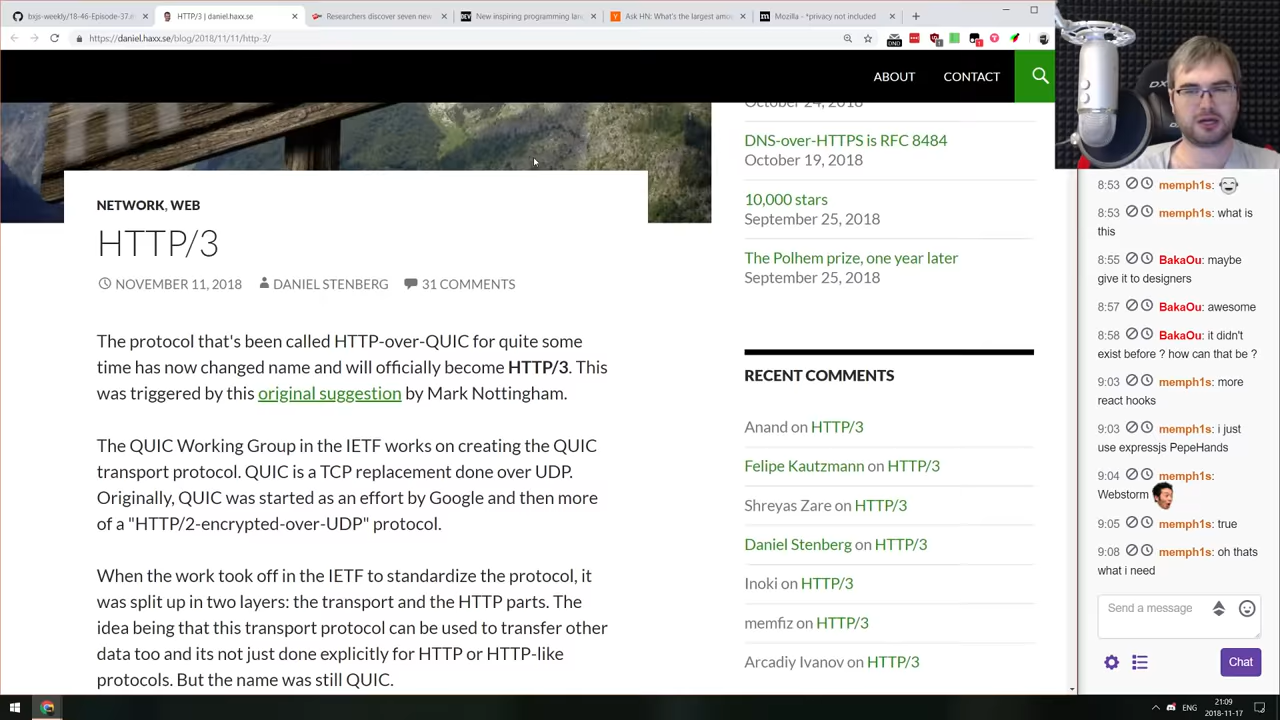 bxjs-weekly/18-46-Episode-37.m
HTTP/3 | daniel.haxx.se
Researchers discover seven new
New inspiring programming lan
Ask HN: What's the largest amou
Mozilla - *privacy not included
https://daniel.haxx.se/blog/2018/11/11/http-3/
ABOUT
CONTACT
October 24, 2018
DNS-over-HTTPS is RFC 8484
October 19, 2018
10,000 stars
September 25, 2018
The Polhem prize, one year later
September 25, 2018
NETWORK, WEB
HTTP/3
NOVEMBER 11, 2018 DANIEL STENBERG 31 COMMENTS
The protocol that's been called HTTP-over-QUIC for quite some
time has now changed name and will officially become HTTP/3. This
was triggered by this original suggestion by Mark Nottingham.
The QUIC Working Group in the IETF works on creating the QUIC
transport protocol. QUIC is a TCP replacement done over UDP.
Originally, QUIC was started as an effort by Google and then more
of a "HTTP/2-encrypted-over-UDP" protocol.
When the work took off in the IETF to standardize the protocol, it
was split up in two layers: the transport and the HTTP parts. The
idea being that this transport protocol can be used to transfer other
data too and its not just done explicitly for HTTP or HTTP-like
protocols. But the name was still QUIC.
RECENT COMMENTS
Anand on HTTP/3
Felipe Kautzmann on HTTP/3
Shreyas Zare on HTTP/3
Daniel Stenberg on HTTP/3
Inoki on HTTP/3
memfiz on HTTP/3
Arcadiy Ivanov on HTTP/3
8:53 memph1s:
8:53 memph1s: what is
this
8:55 BakaOu: maybe
give it to designers
8:57 BakaOu: awesome
8:58 BakaOu: it didn't
exist before ? how can that be ?
9:03 memph1s: more
react hooks
9:03 memph1s: i just
use expressjs PepeHands
9:04 memph1s:
Webstorm
9:05 memph1s: true
9:08 memph1s: oh thats
what i need
Send a message
Chat
ENG
21:09
2018-11-17